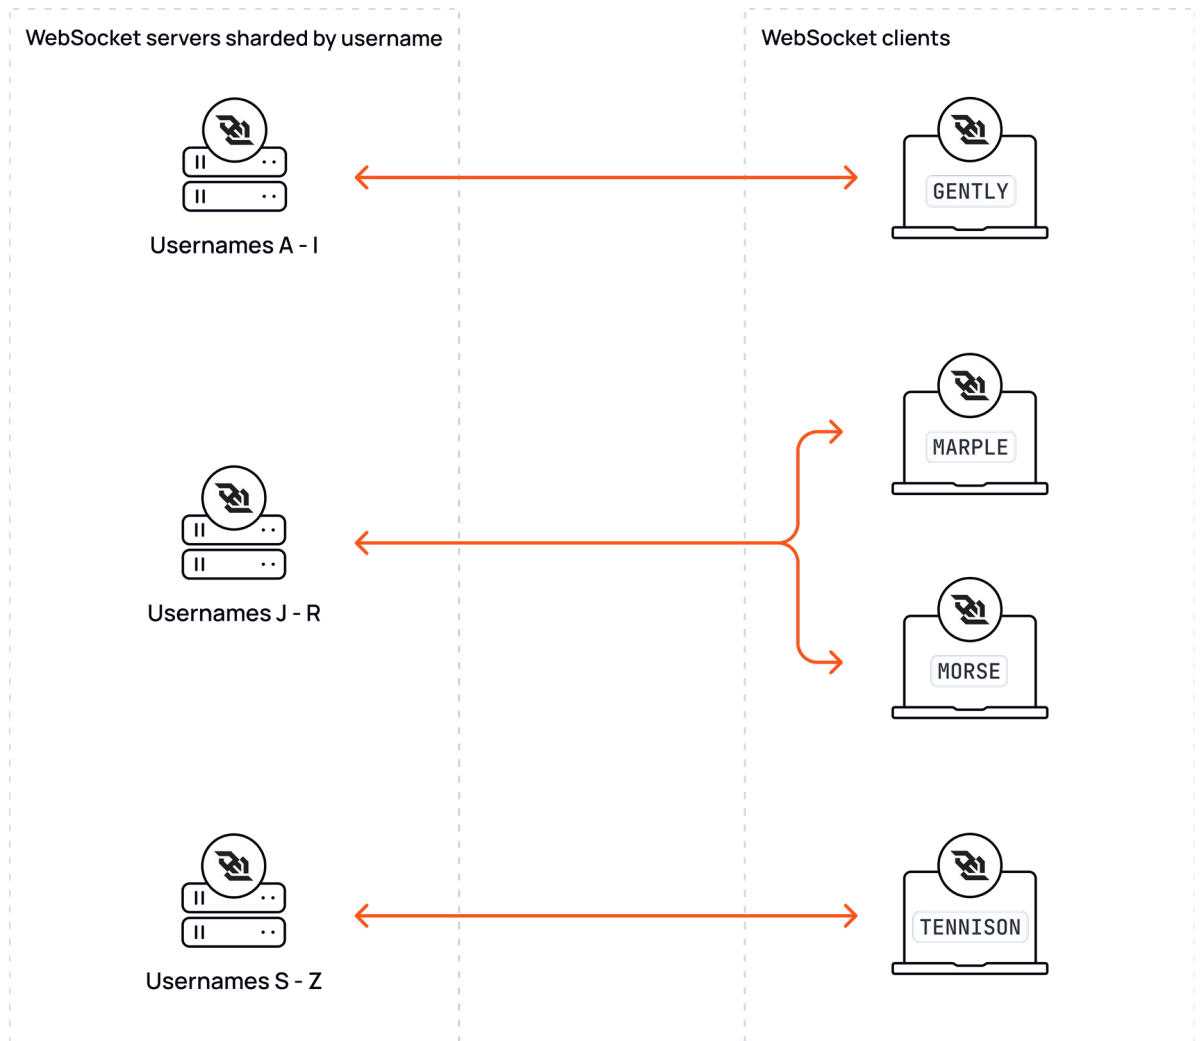 WebSocket servers sharded by username
WebSocket clients
GENTLY
Usernames A - I
MARPLE
Usernames J - R
MORSE
TENNISON
Usernames S - Z